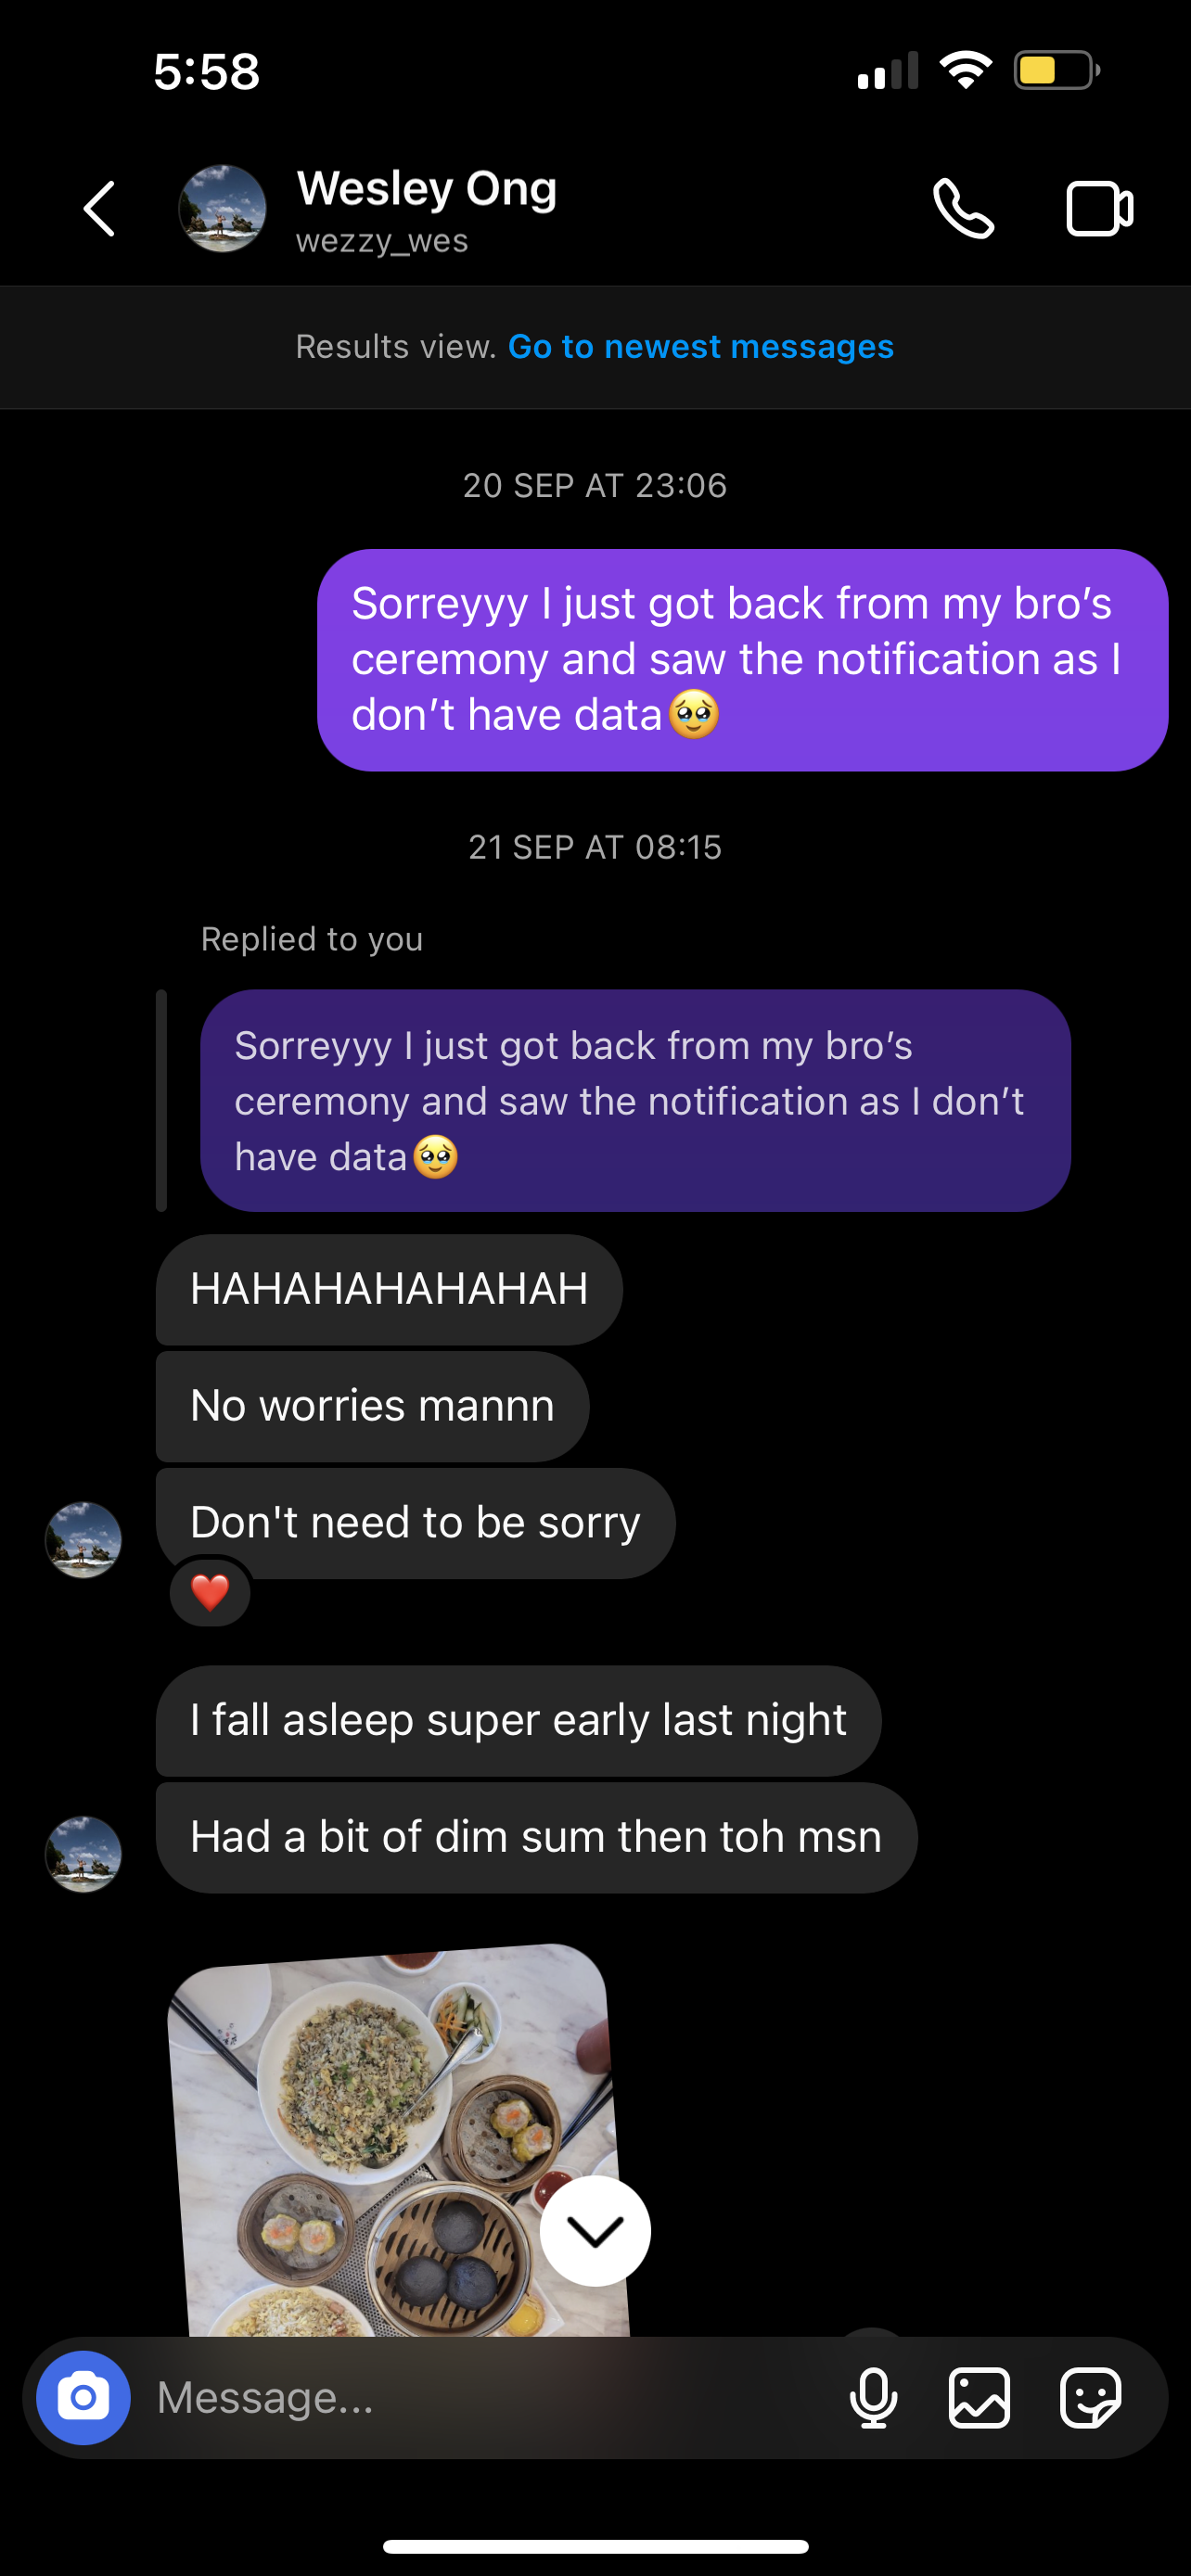 5:58
Wesley Ong
wezzy_wes
Results view. Go to newest messages
20 SEP AT 23:06
Sorreyyy I just got back from my bro’s
ceremony and saw the notification as I
don’t have data🥹
21 SEP AT 08:15
Replied to you
Sorreyyy I just got back from my bro’s
ceremony and saw the notification as I don’t
have data🥹
HAHAHAHAHAHAH
No worries mannn
Don't need to be sorry
❤️
I fall asleep super early last night
Had a bit of dim sum then toh msn
Message...